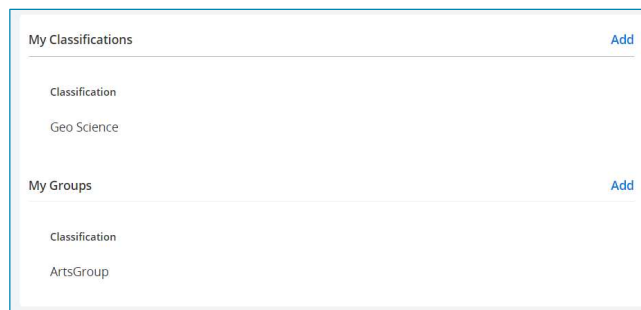 My Classifications Add
Classification
Geo Science
My Groups Add
Classification
ArtsGroup